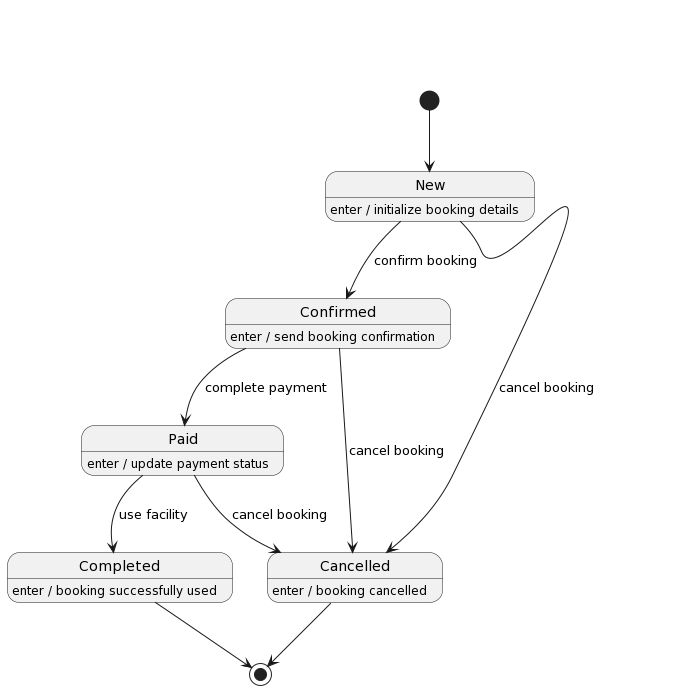 New
enter / initialize booking details
confirm booking
Confirmed
enter / send booking confirmation
complete payment
cancel booking
Paid
cancel booking
enter / update payment status
use facility
cancel booking
Completed
enter / booking successfully used
Cancelled
enter / booking cancelled